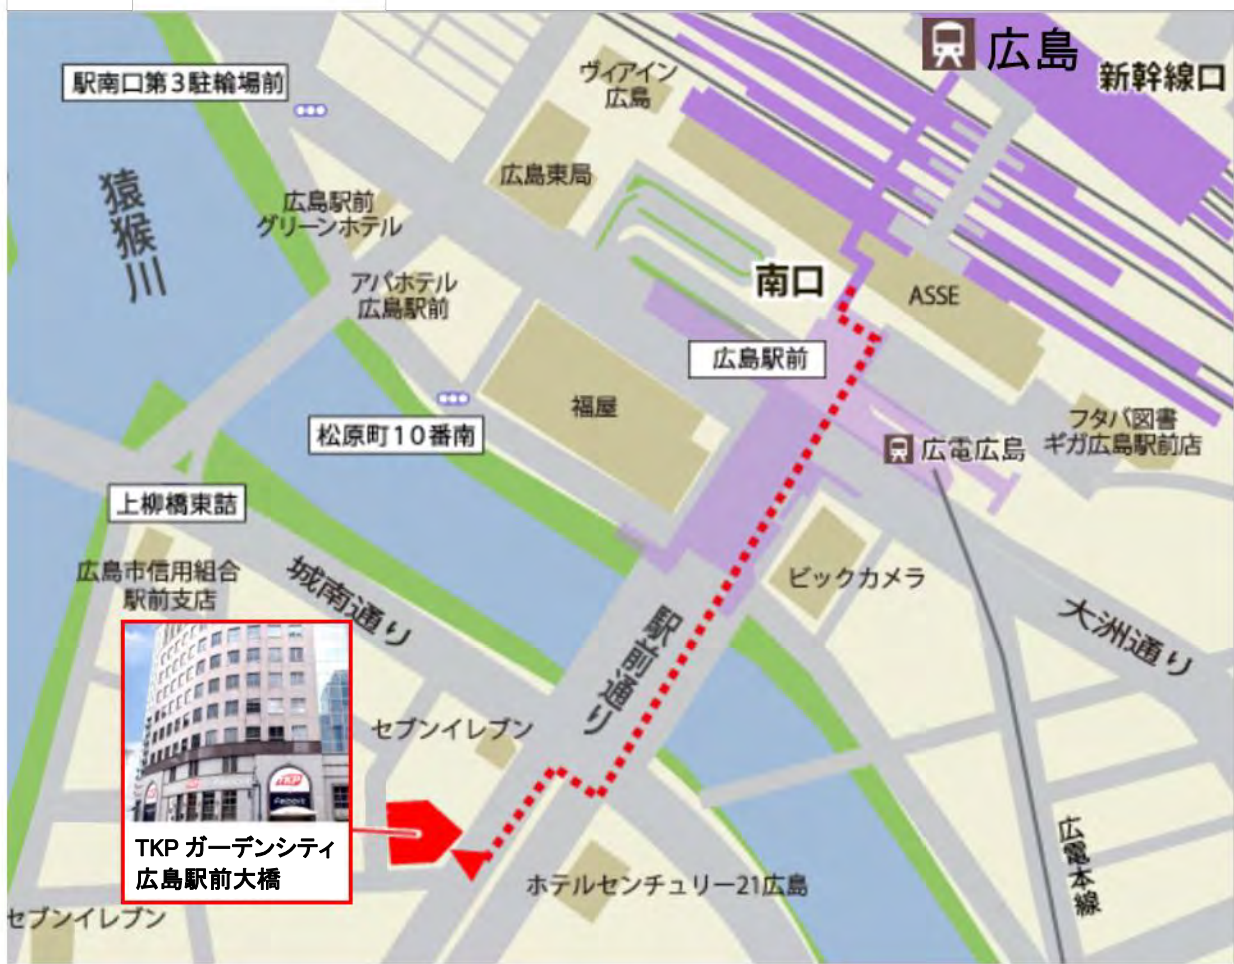 広島
新幹線口
ヴィアイン
広島
駅南口第3駐輪場前
広島東局
猿猴川
広島駅前
グリーンホテル
アパホテル
広島駅前
南口
ASSE
広島駅前
福屋
フタバ図書
ギガ広島駅前店
松原町10番南
広電広島
上柳橋東詰
広島市信用組合
駅前支店
城南通り
ビックカメラ
駅前通り
大洲通り
セブンイレブン
TKP
TKP ガーデンシティ
広島駅前大橋
広電本線
ホテルセンチュリー21広島
セブンイレブン